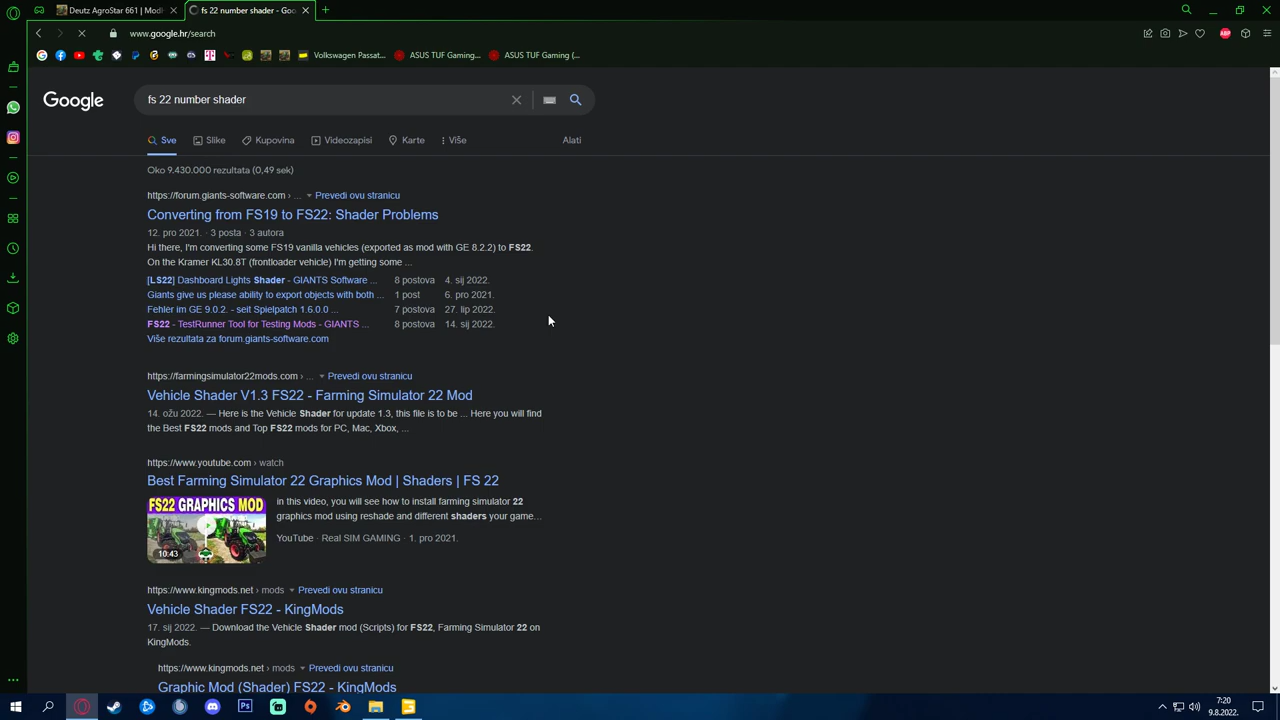 Deutz AgroStar 661 | Modi
fs 22 number shader - Goo
www.google.hr/search
Volkswagen Passat...
ASUS TUF Gaming...
ASUS TUF Gaming (...
Google
fs 22 number shader
Sve
Slike
Kupovina
Videozapisi
Karte
Više
Alati
Oko 9.430.000 rezultata (0,49 sek)
https://forum.giants-software.com › ... Prevedi ovu stranicu
Converting from FS19 to FS22: Shader Problems
12. pro 2021. · 3 posta · 3 autora
Hi there, I'm converting some FS19 vanilla vehicles (exported as mod with GE 8.2.2) to FS22.
On the Kramer KL30.8T (frontloader vehicle) I'm getting some ...
[LS22] Dashboard Lights Shader - GIANTS Software ... 8 postova 4. sij 2022.
Giants give us please ability to export objects with both ... 1 post 6. pro 2021.
Fehler im GE 9.0.2. - seit Spielpatch 1.6.0.0 ... 7 postova 27. lip 2022.
FS22 - TestRunner Tool for Testing Mods - GIANTS ... 8 postova 14. sij 2022.
Više rezultata za forum.giants-software.com
https://farmingsimulator22mods.com › ... Prevedi ovu stranicu
Vehicle Shader V1.3 FS22 - Farming Simulator 22 Mod
14. ožu 2022. — Here is the Vehicle Shader for update 1.3, this file is to be ... Here you will find
the Best FS22 mods and Top FS22 mods for PC, Mac, Xbox, ...
https://www.youtube.com › watch
Best Farming Simulator 22 Graphics Mod | Shaders | FS 22
FS22 GRAPHICS MOD
10:43
in this video, you will see how to install farming simulator 22
graphics mod using reshade and different shaders your game...
YouTube · Real SIM GAMING · 1. pro 2021.
https://www.kingmods.net › mods Prevedi ovu stranicu
Vehicle Shader FS22 - KingMods
17. sij 2022. — Download the Vehicle Shader mod (Scripts) for FS22, Farming Simulator 22 on
KingMods.
https://www.kingmods.net › mods Prevedi ovu stranicu
Graphic Mod (Shader) FS22 - KingMods
7:20
9.8.2022.